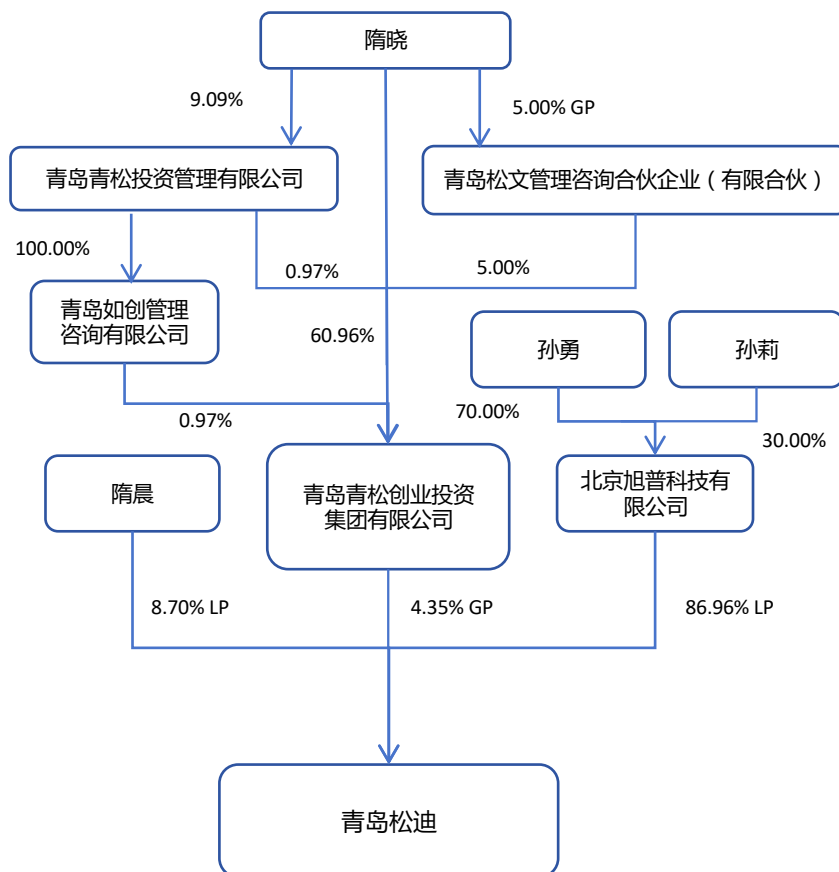 隋晓
9.09%
5.00% GP
青岛青松投资管理有限公司
青岛松文管理咨询合伙企业（有限合伙）
100.00%
0.97%
5.00%
青岛如创管理
咨询有限公司
60.96%
孙勇
孙莉
0.97%
70.00%
30.00%
隋晨
青岛青松创业投资
集团有限公司
北京旭普科技有
限公司
8.70% LP
4.35% GP
86.96% LP
青岛松迪